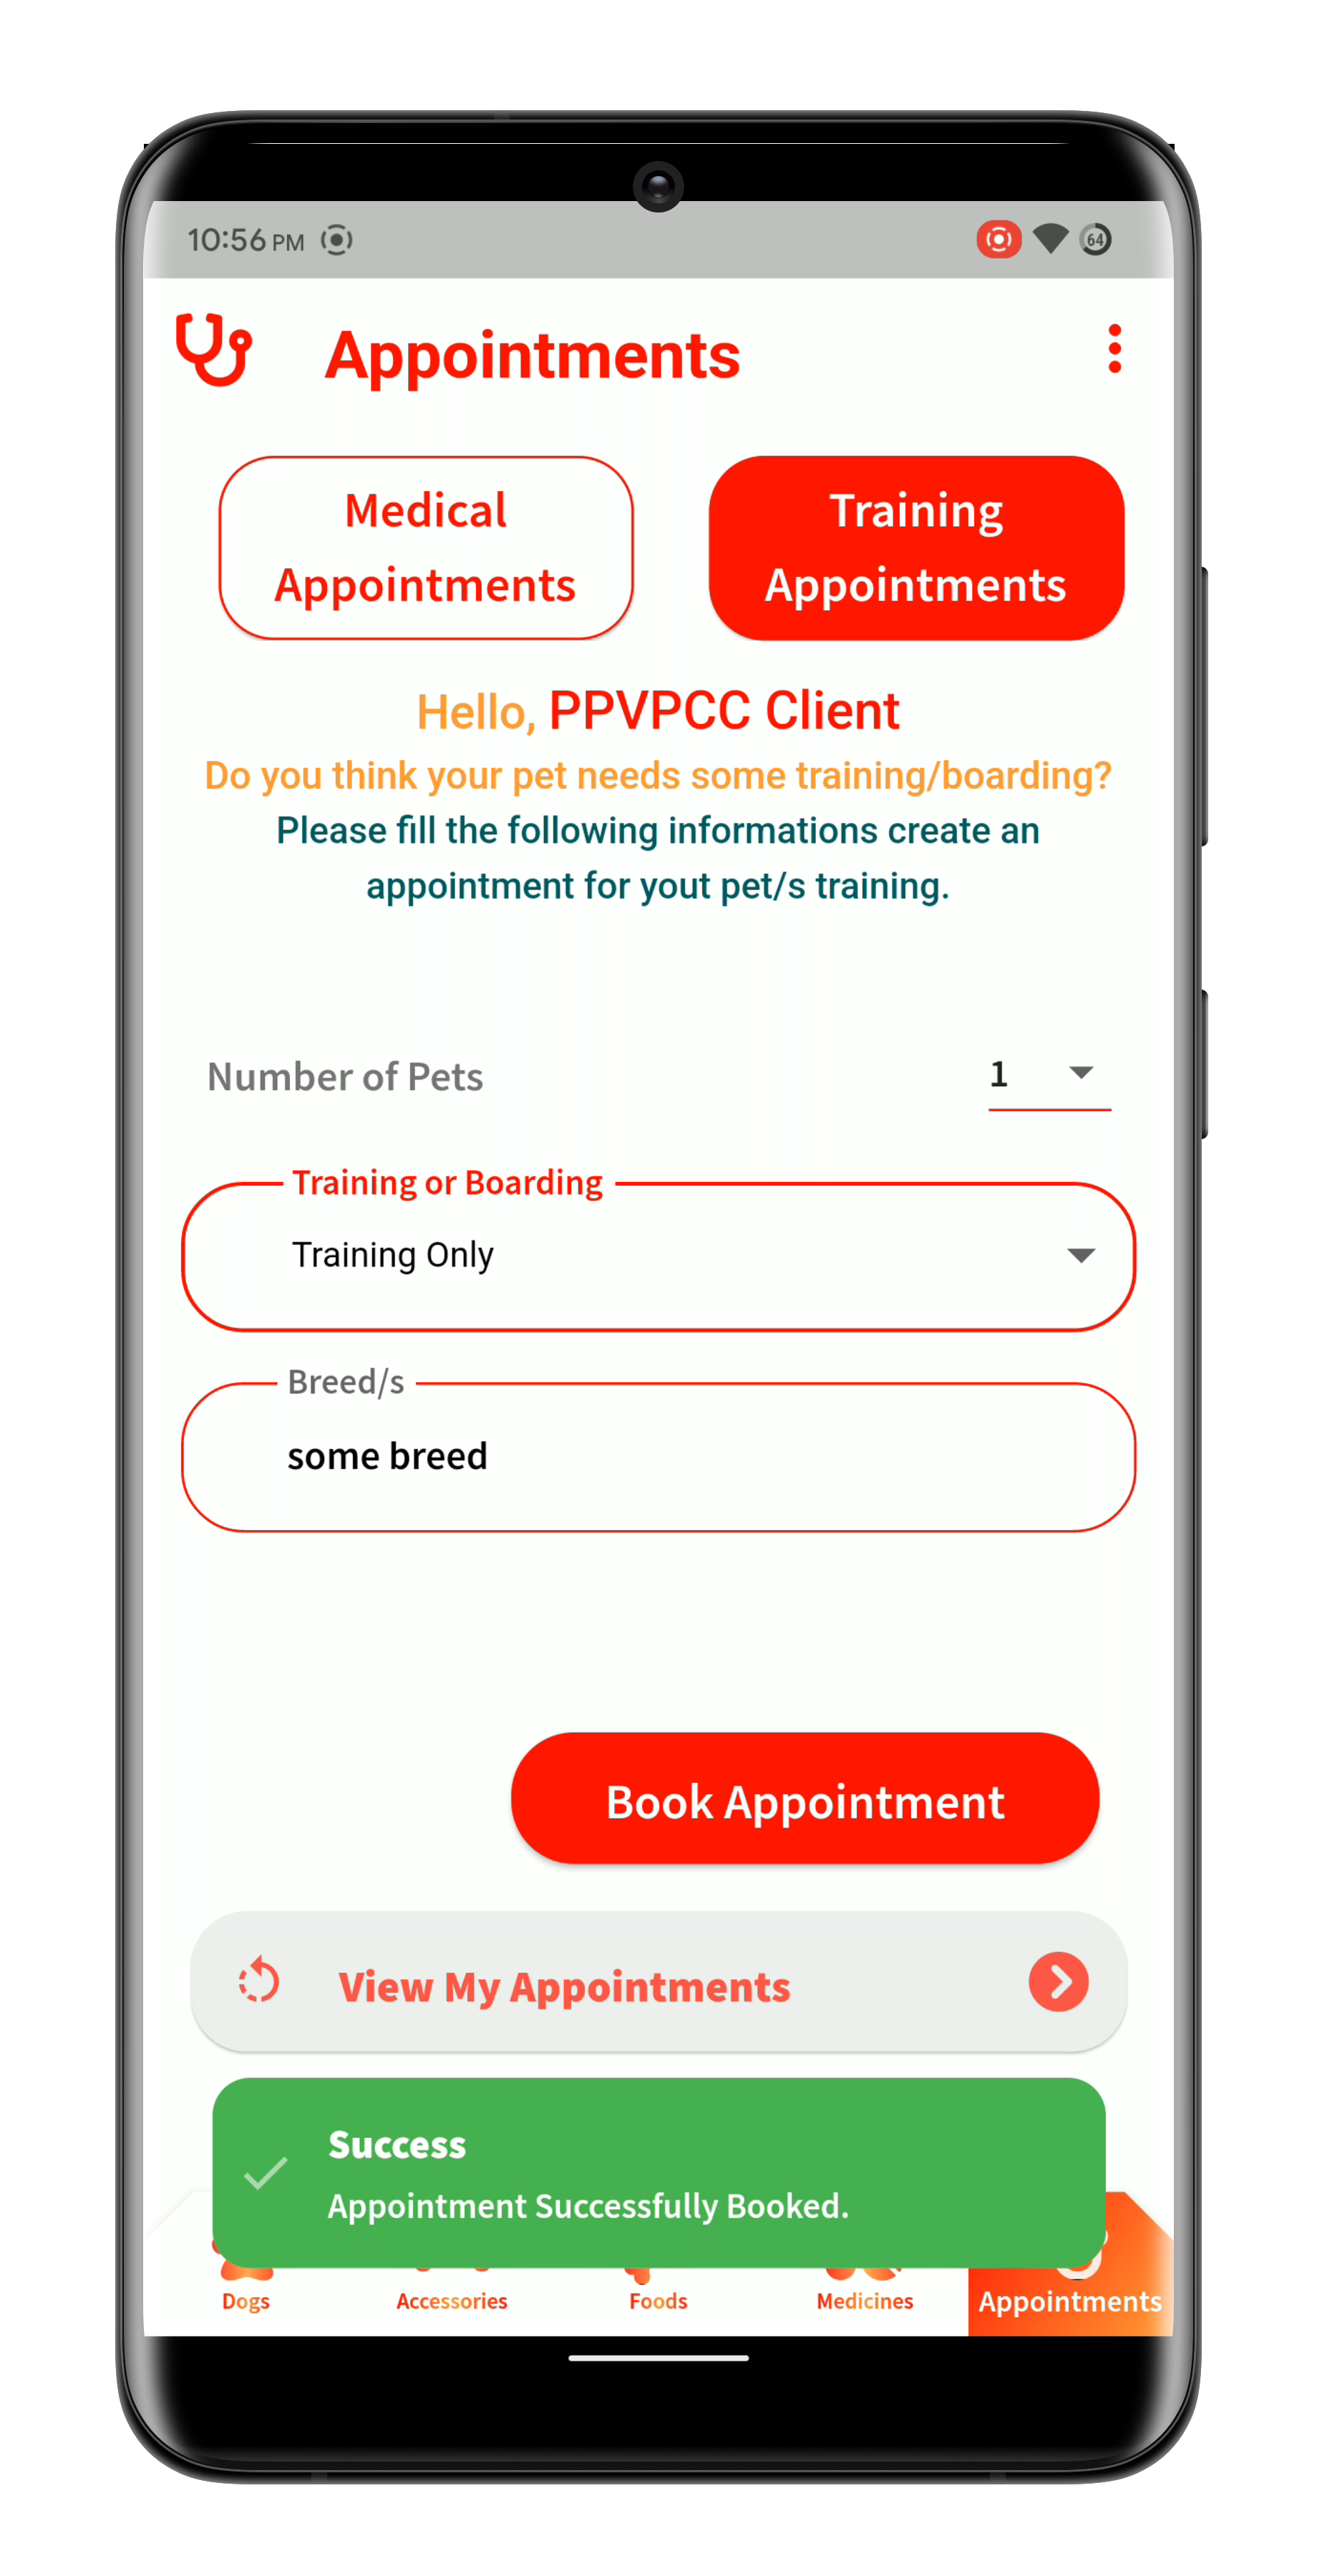 10:56 PM
64
Appointments
Medical
Appointments
Training
Appointments
Hello, PPVPCC Client
Do you think your pet needs some training/boarding?
Please fill the following informations create an
appointment for yout pet/s training.
Number of Pets
1
Training or Boarding
Training Only
Breed/s
some breed
Book Appointment
View My Appointments
Success
Appointment Successfully Booked.
Dogs
Accessories
Foods
Medicines
Appointments